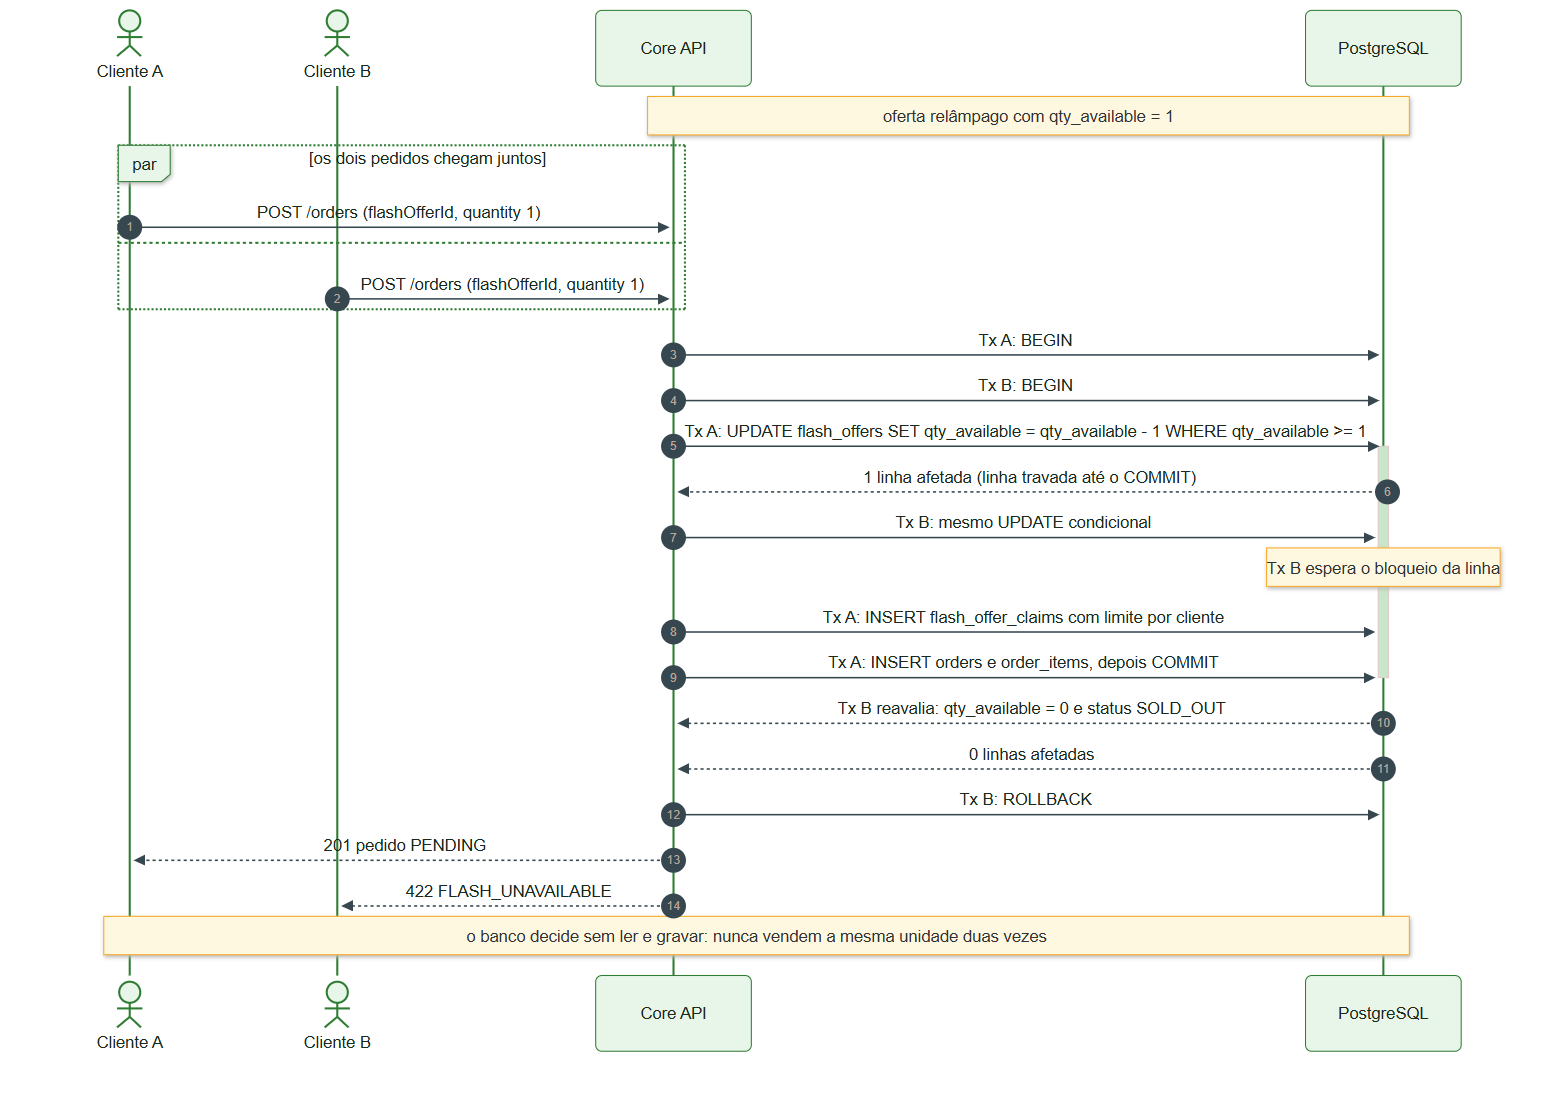 Cliente A
Cliente B
Core API
PostgreSQL
oferta relâmpago com qty_available = 1
par
[os dois pedidos chegam juntos]
POST /orders (flashOfferId, quantity 1)
1
POST /orders (flashOfferId, quantity 1)
2
Tx A: BEGIN
3
Tx B: BEGIN
4
Tx A: UPDATE flash_offers SET qty_available = qty_available - 1 WHERE qty_available >= 1
5
1 linha afetada (linha travada até o COMMIT)
6
Tx B: mesmo UPDATE condicional
7
Tx B espera o bloqueio da linha
Tx A: INSERT flash_offer_claims com limite por cliente
8
Tx A: INSERT orders e order_items, depois COMMIT
9
Tx B reavalia: qty_available = 0 e status SOLD_OUT
10
0 linhas afetadas
11
Tx B: ROLLBACK
12
201 pedido PENDING
13
422 FLASH_UNAVAILABLE
14
o banco decide sem ler e gravar: nunca vendem a mesma unidade duas vezes
Cliente A
Cliente B
Core API
PostgreSQL